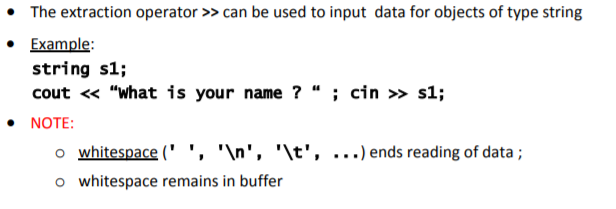 • The extraction operator >> can be used to input data for objects of type string
• Example:
string s1;
cout << “What is your name ? “ ; cin >> s1;
• NOTE:
o whitespace (' ', '\n', '\t', ...) ends reading of data ;
o whitespace remains in buffer